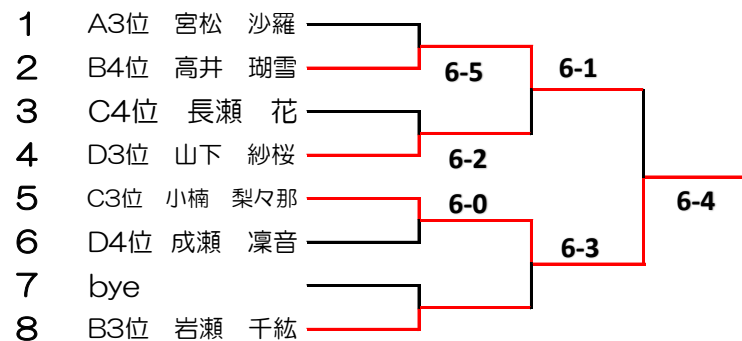 1 A3位 宮松 沙羅
2 B4位 高井 瑚雪
6-5
6-1
3 C4位 長瀬 花
4 D3位 山下 紗桜
6-2
5 C3位 小楠 梨々那
6-0
6-4
6 D4位 成瀬 凜音
6-3
7 bye
8 B3位 岩瀬 千紘